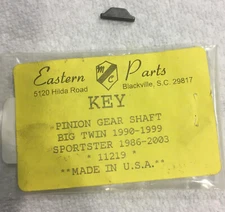 Eastern MC Parts
5120 Hilda Road Blackville, S.C. 29817
KEY
PINION GEAR SHAFT
BIG TWIN 1990-1999
SPORTSTER 1986-2003
* 11219 *
**MADE IN U.S.A.**